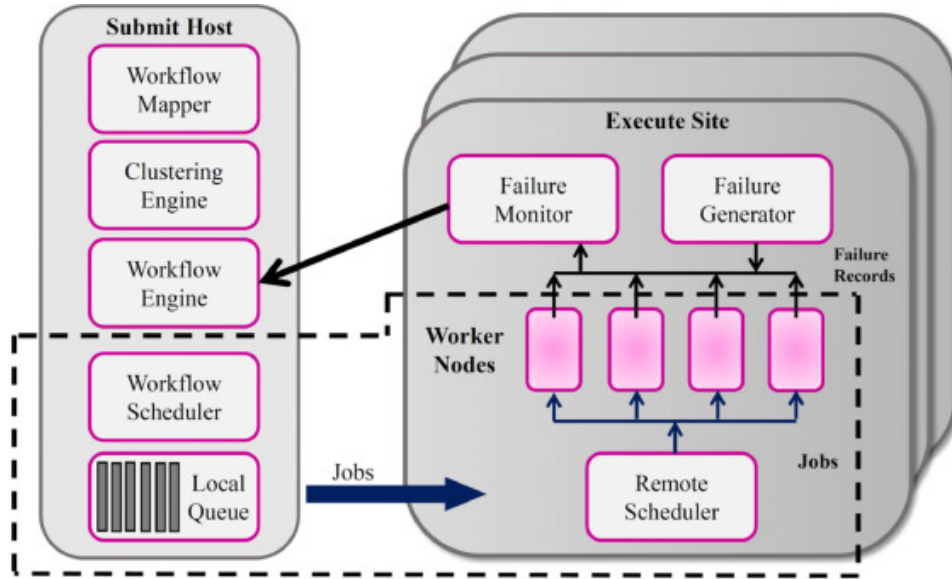 Submit Host
Workflow
Mapper
Clustering
Engine
Workflow
Engine
Workflow
Scheduler
Local
Queue
Jobs
Execute Site
Failure
Monitor
Failure
Generator
Failure
Records
Worker
Nodes
Jobs
Remote
Scheduler